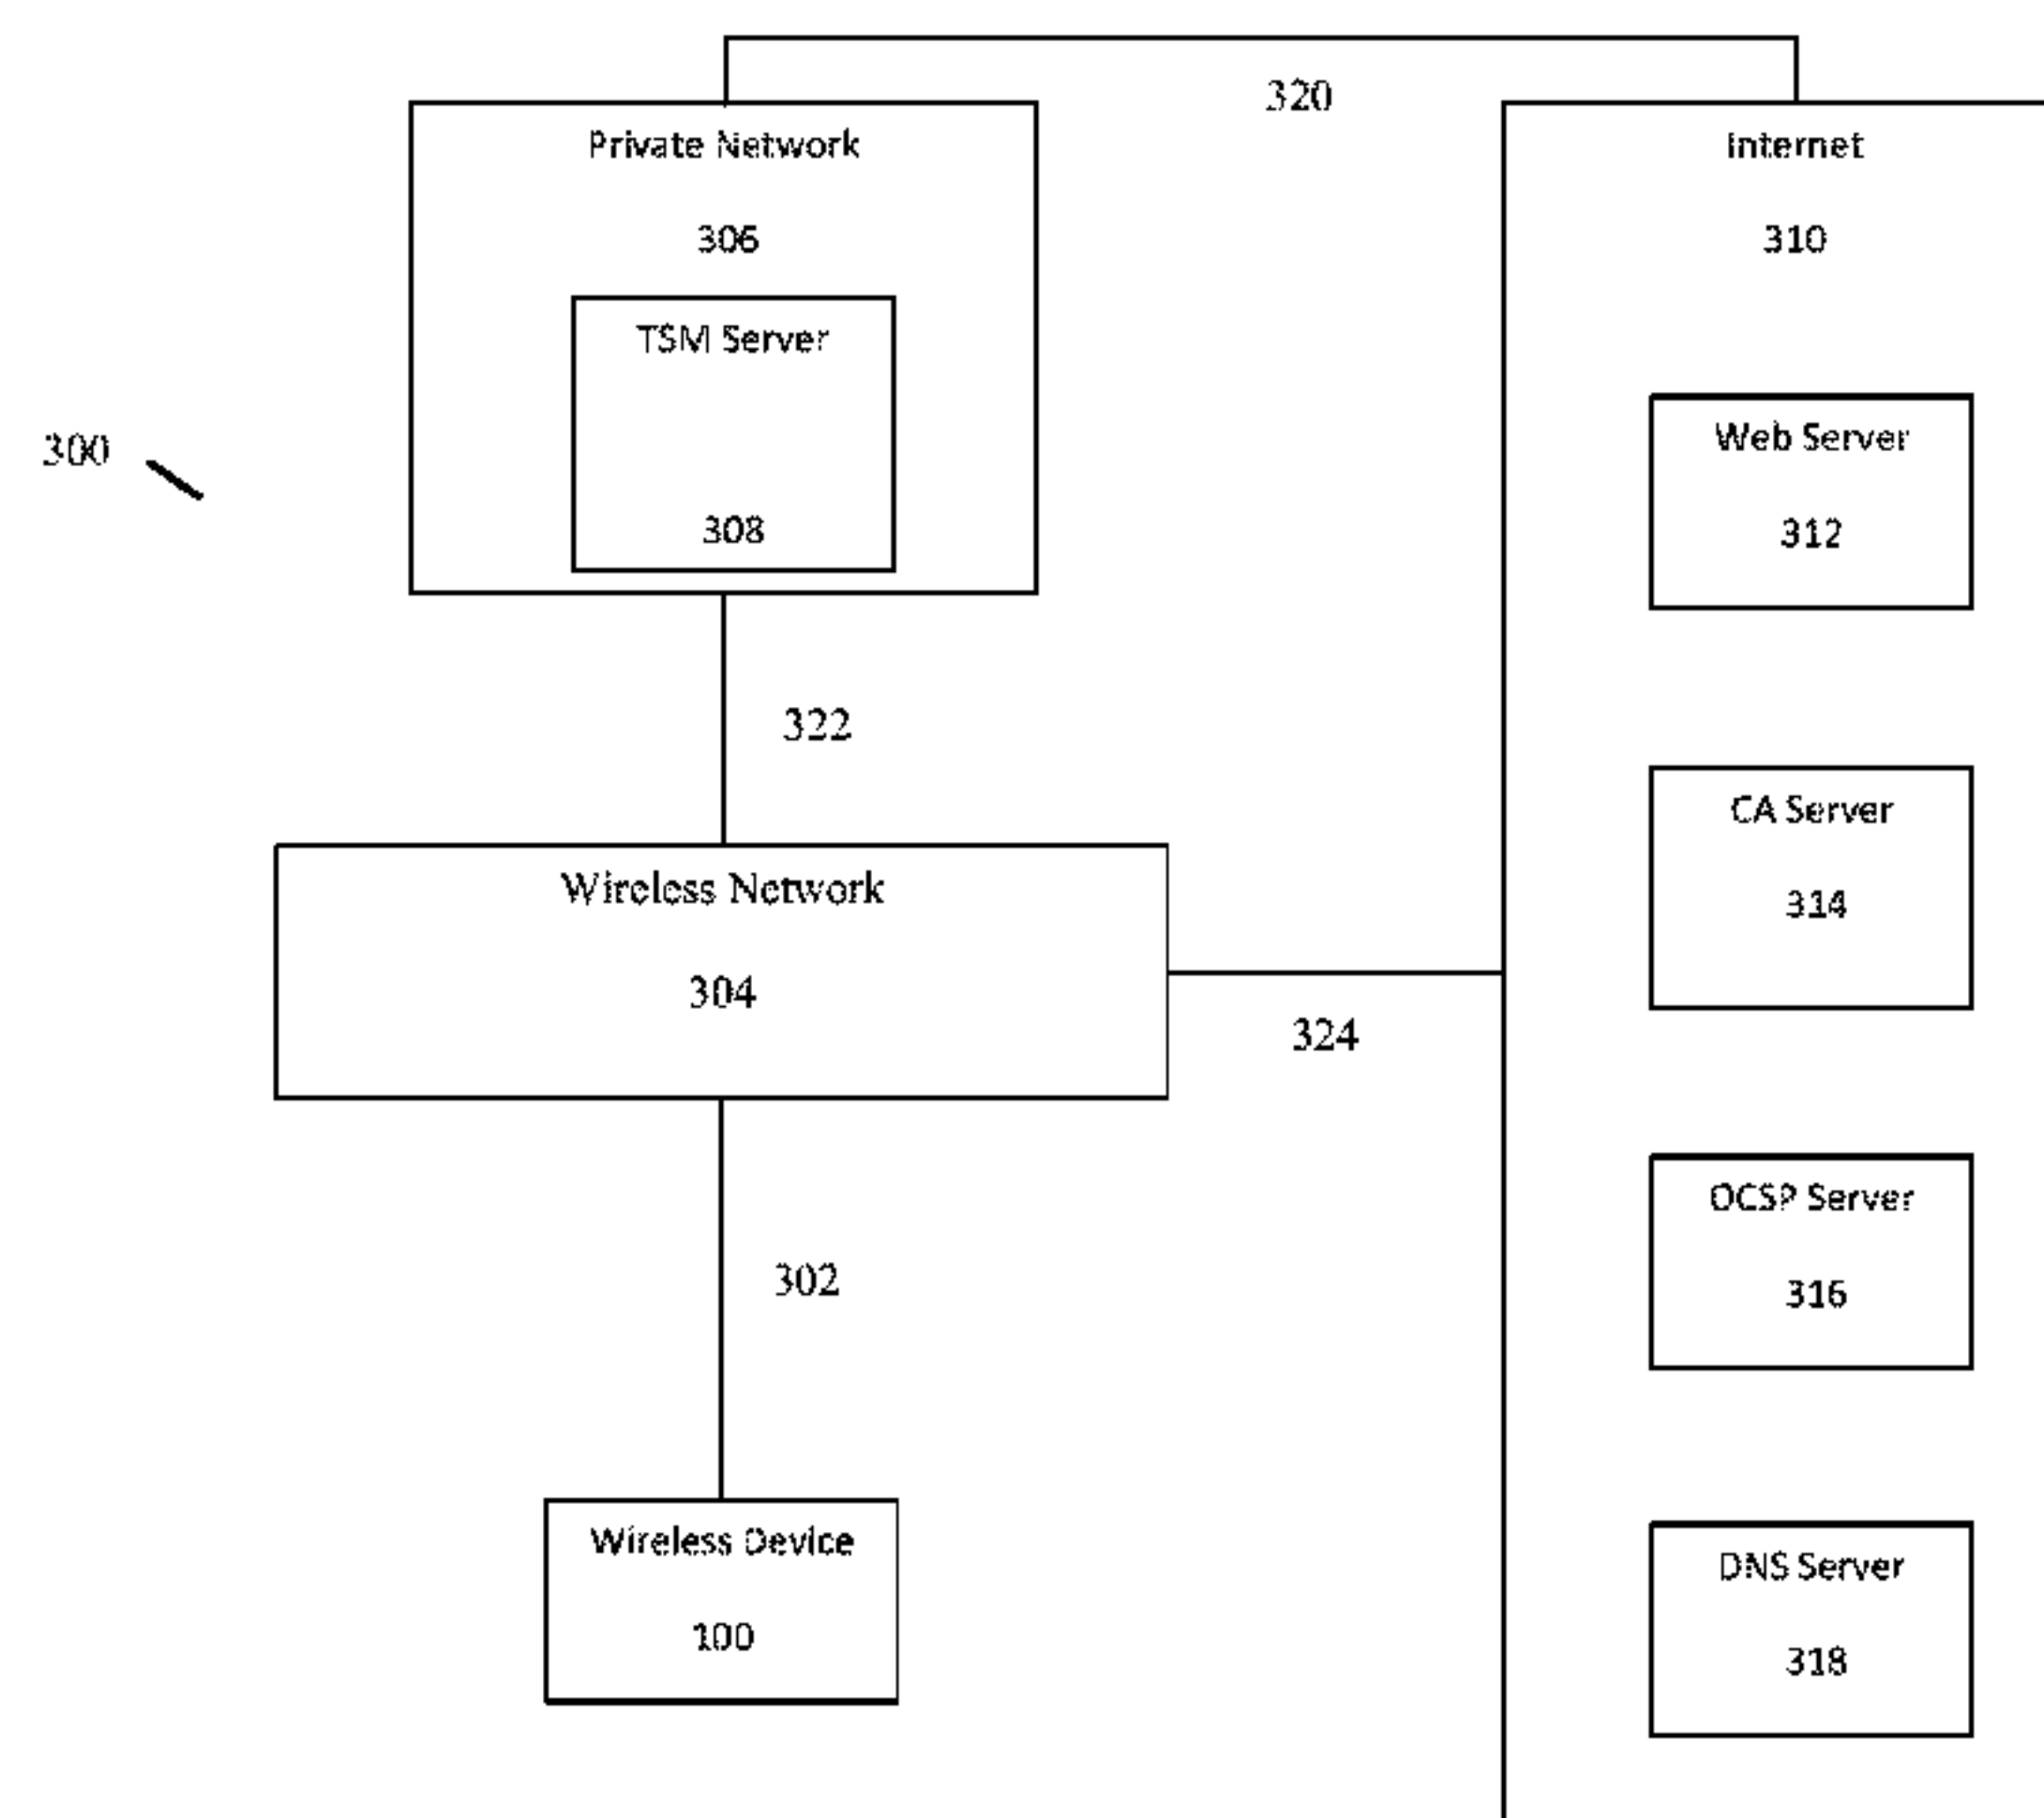 320
Private Network
306
TSM Server
308
Internet
310
Web Server
312
300
322
CA Server
314
Wireless Network
304
324
OCSP Server
316
302
Wireless Device
100
DNS Server
318